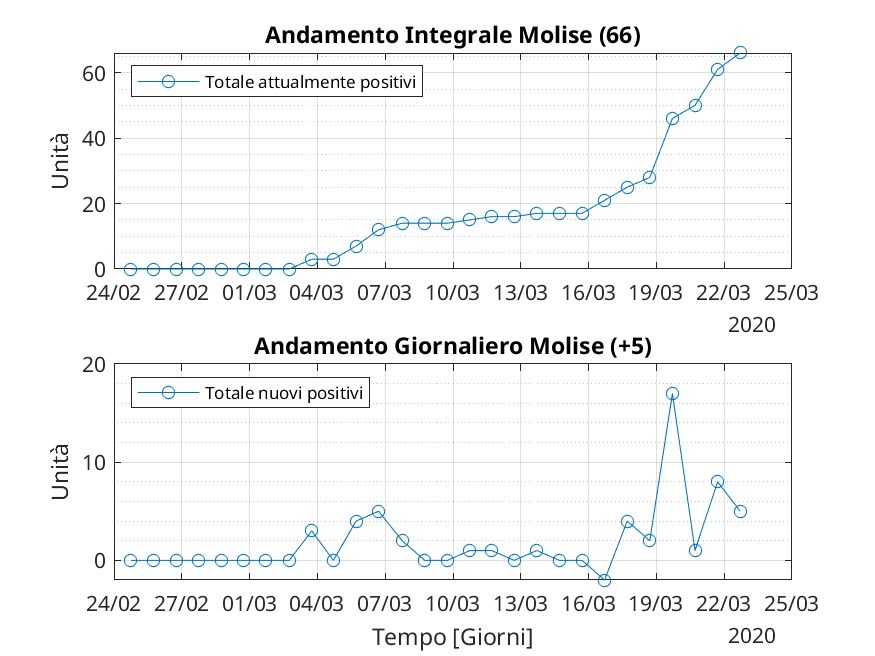 Andamento Integrale Molise (66)
Totale attualmente positivi
Unità
60
40
20
0
24/02 27/02 01/03 04/03 07/03 10/03 13/03 16/03 19/03 22/03 25/03
2020
Andamento Giornaliero Molise (+5)
Totale nuovi positivi
Unità
20
10
0
24/02 27/02 01/03 04/03 07/03 10/03 13/03 16/03 19/03 22/03 25/03
Tempo [Giorni]
2020